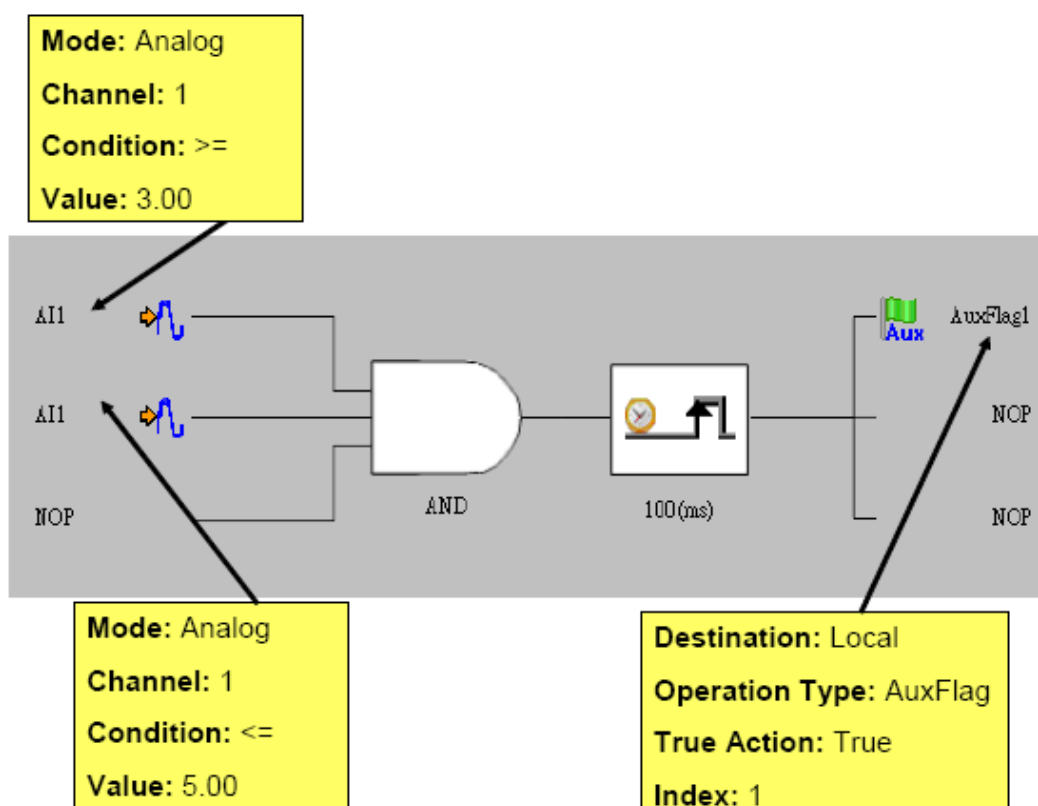 Mode: Analog
Channel: 1
Condition: >=
Value: 3.00
AI1
Aux
AuxFlag1
AI1
NOP
NOP
AND
100(ms)
NOP
Mode: Analog
Channel: 1
Condition: <=
Value: 5.00
Destination: Local
Operation Type: AuxFlag
True Action: True
Index: 1